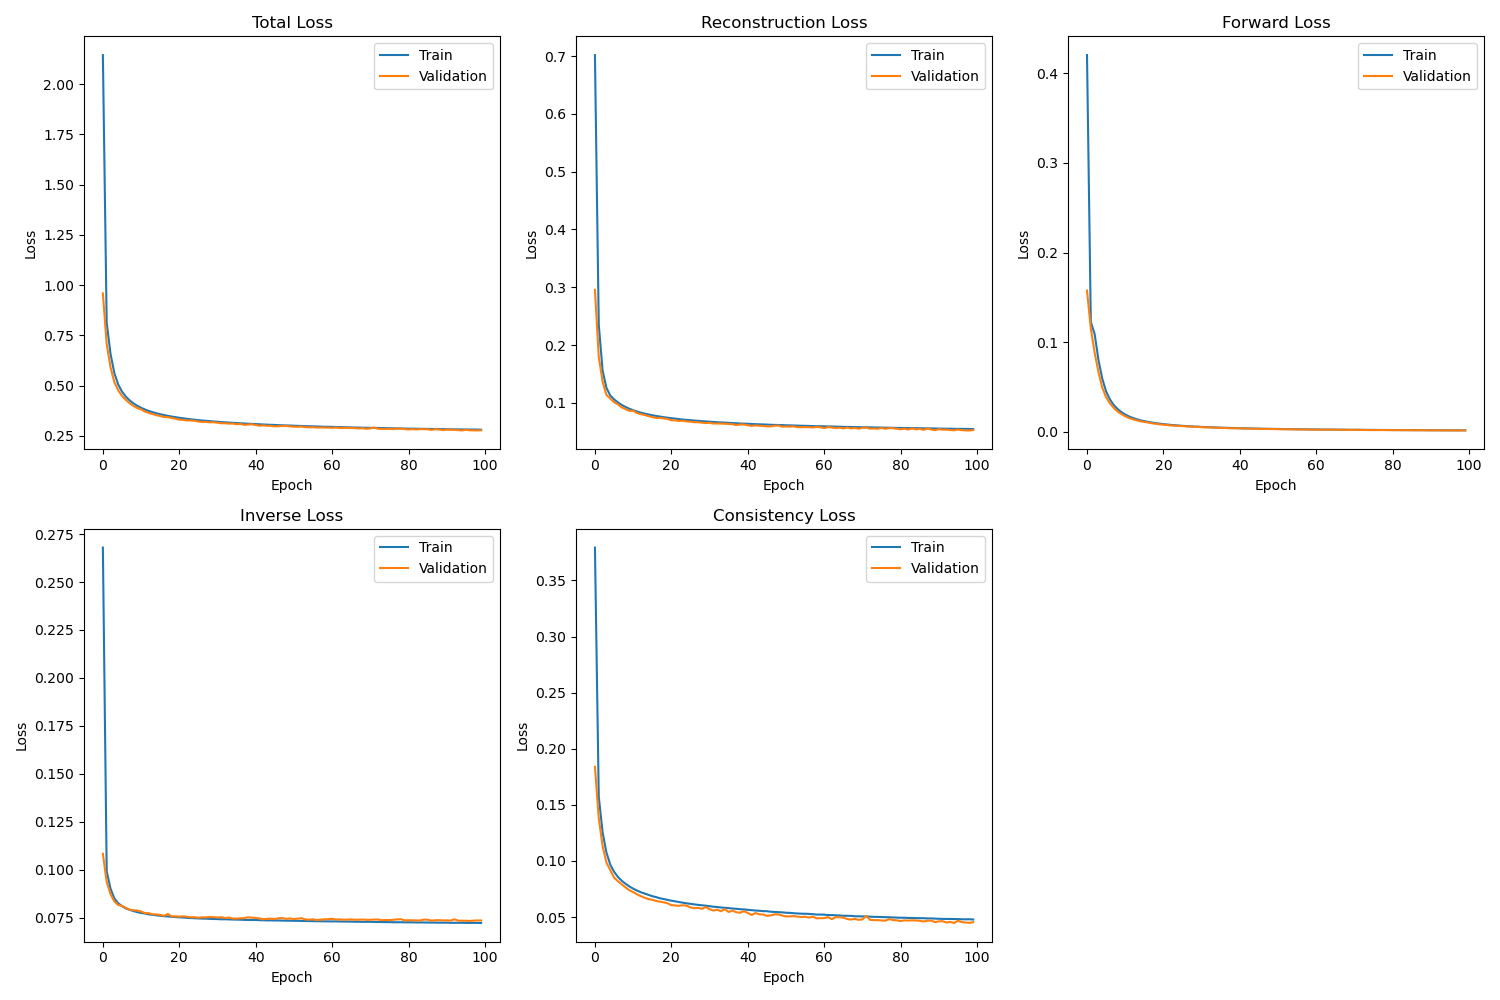 Total Loss
Train
Validation
2.00
1.75
1.50
1.25
1.00
0.75
0.50
0.25
Loss
0 20 40 60 80 100
Epoch
Reconstruction Loss
Train
Validation
0.7
0.6
0.5
0.4
0.3
0.2
0.1
Loss
0 20 40 60 80 100
Epoch
Forward Loss
Train
Validation
0.4
0.3
0.2
0.1
0.0
Loss
0 20 40 60 80 100
Epoch
Inverse Loss
Train
Validation
0.275
0.250
0.225
0.200
0.175
0.150
0.125
0.100
0.075
Loss
0 20 40 60 80 100
Epoch
Consistency Loss
Train
Validation
0.35
0.30
0.25
0.20
0.15
0.10
0.05
Loss
0 20 40 60 80 100
Epoch